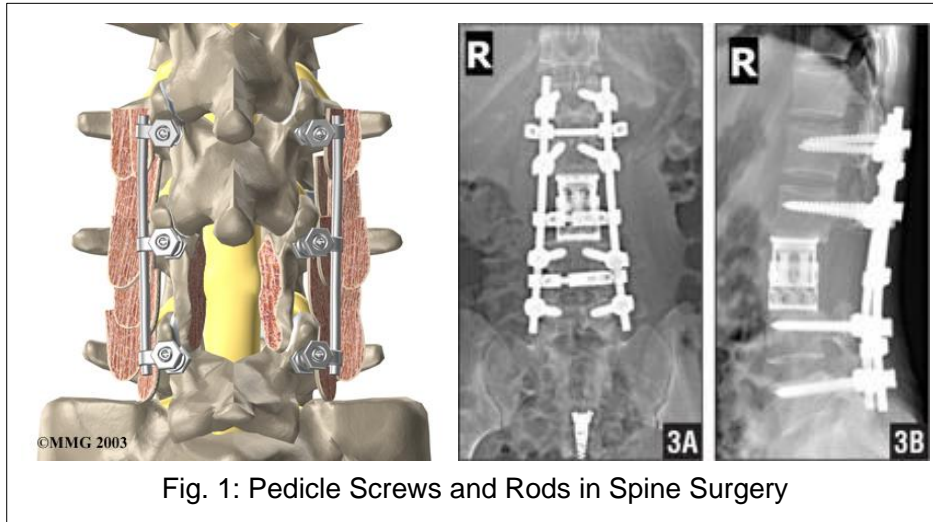 ©MMG 2003
R
3A
R
3B
Fig. 1: Pedicle Screws and Rods in Spine Surgery